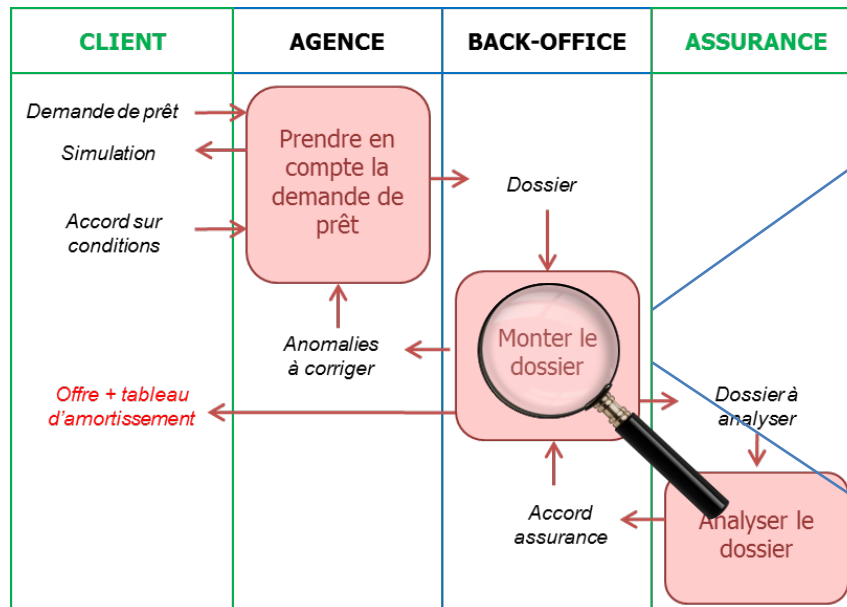 CLIENT
AGENCE
BACK-OFFICE
ASSURANCE
Demande de prêt
Simulation
Accord sur
conditions
Prendre en
compte la
demande de
prêt
Dossier
Anomalies
à corriger
Monter le
dossier
Offre + tableau
d’amortissement
Dossier à
analyser
Accord
assurance
Analyser le
dossier